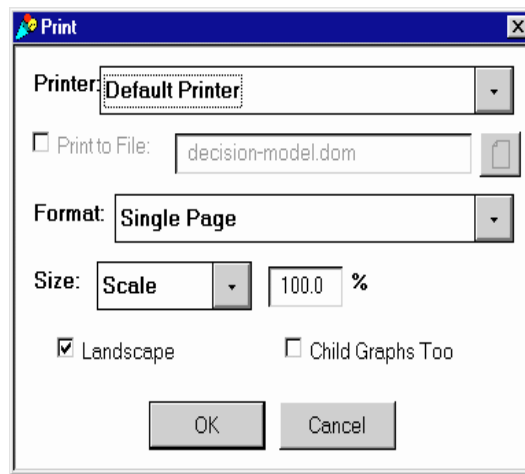 Print
Printer: Default Printer
Print to File: decision-model.dom
Format: Single Page
Size: Scale 100.0 %
Landscape Child Graphs Too
OK Cancel